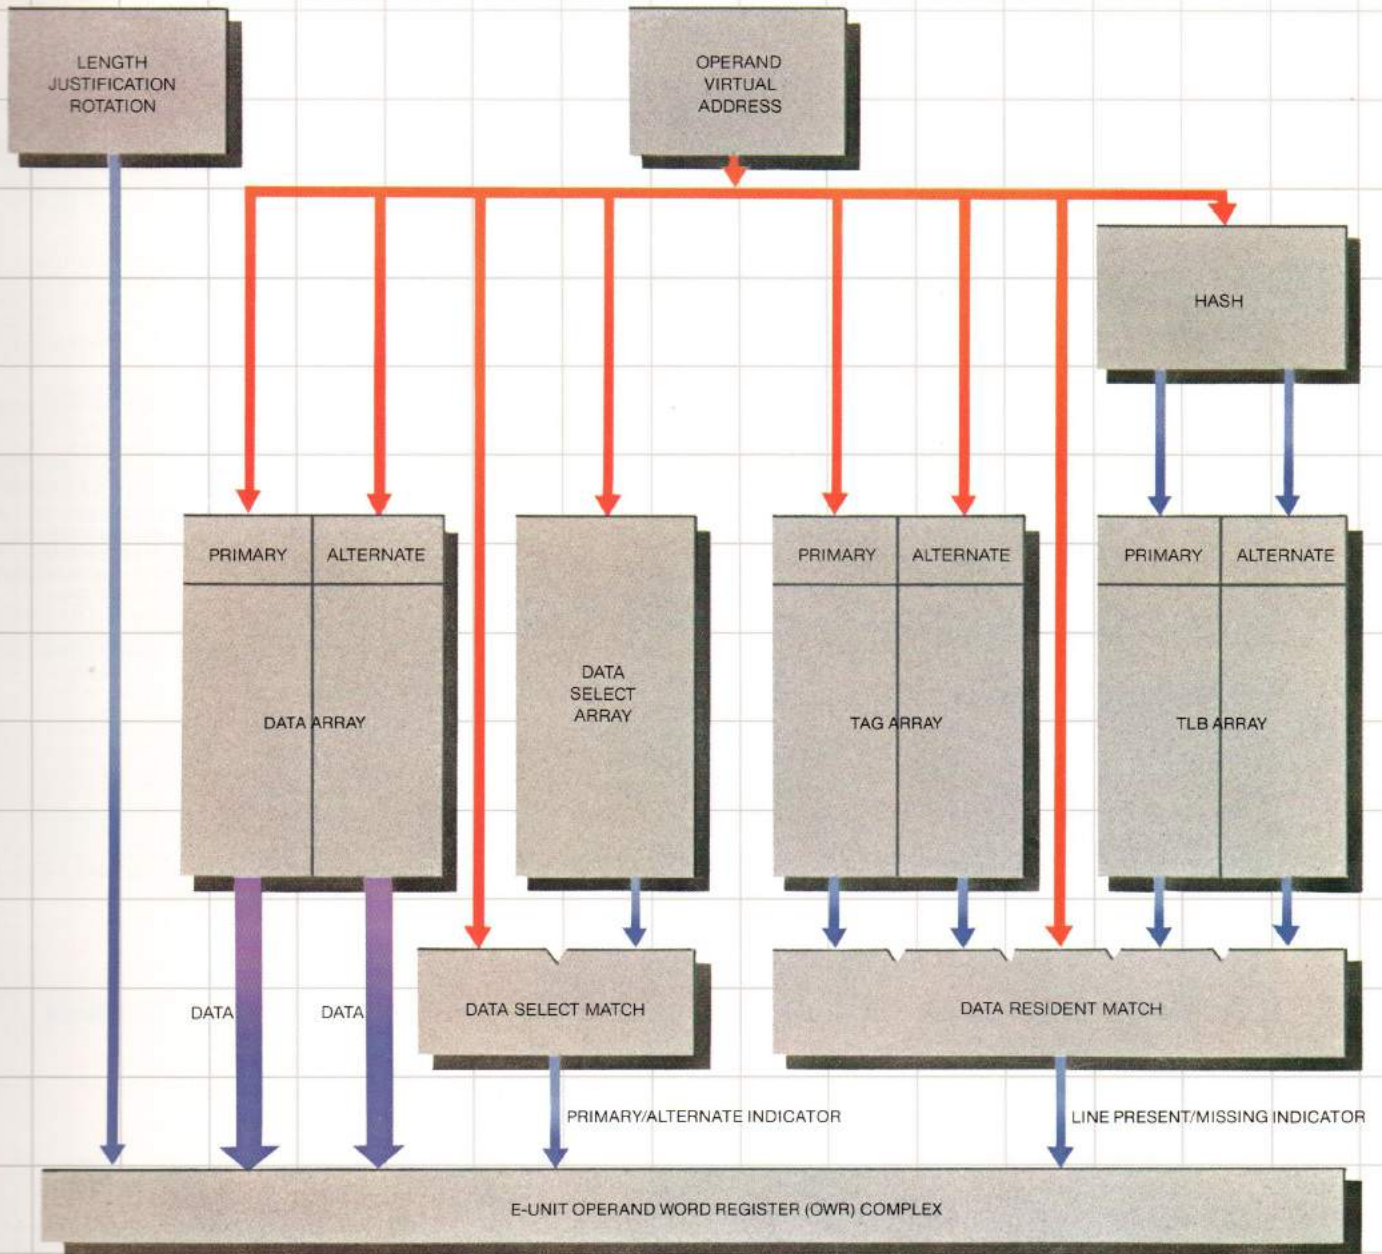 LENGTH
JUSTIFICATION
ROTATION
OPERAND
VIRTUAL
ADDRESS
HASH
PRIMARY
ALTERNATE
DATA ARRAY
DATA
SELECT
ARRAY
PRIMARY
ALTERNATE
TAG ARRAY
PRIMARY
ALTERNATE
TLB ARRAY
DATA
DATA
DATA SELECT MATCH
DATA RESIDENT MATCH
PRIMARY/ALTERNATE INDICATOR
LINE PRESENT/MISSING INDICATOR
E-UNIT OPERAND WORD REGISTER (OWR) COMPLEX